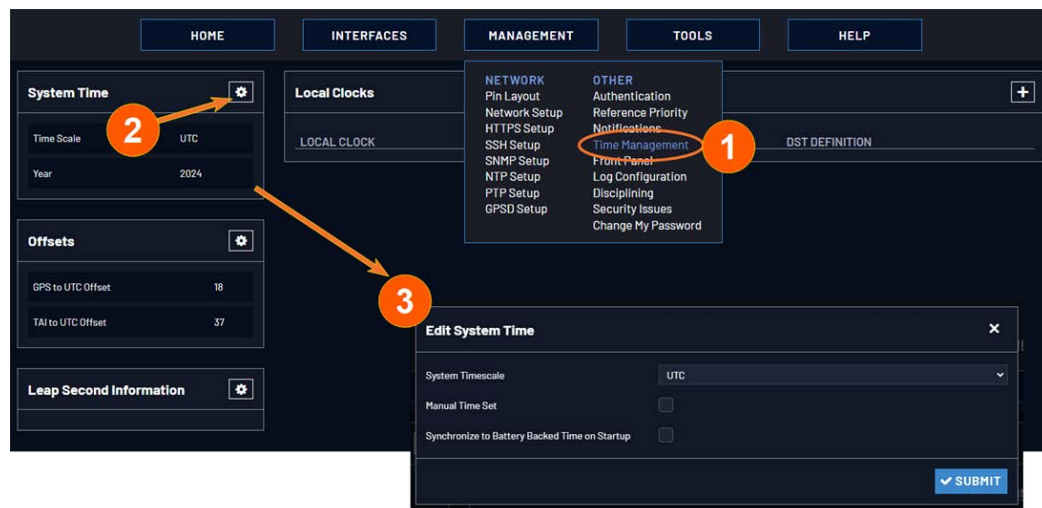 HOME
INTERFACES
MANAGEMENT
TOOLS
HELP
System Time
Time Scale UTC
Year 2024
2
Local Clocks
LOCAL CLOCK
DST DEFINITION
NETWORK
Pin Layout
Network Setup
HTTPS Setup
SSH Setup
SNMP Setup
NTP Setup
PTP Setup
GPSD Setup
OTHER
Authentication
Reference Priority
Notifications
Time Management
Front Panel
Log Configuration
Disciplining
Security Issues
Change My Password
1
Offsets
GPS to UTC Offset 18
TAI to UTC Offset 37
Leap Second Information
3
Edit System Time
System Timescale UTC
Manual Time Set
Synchronize to Battery Backed Time on Startup
SUBMIT